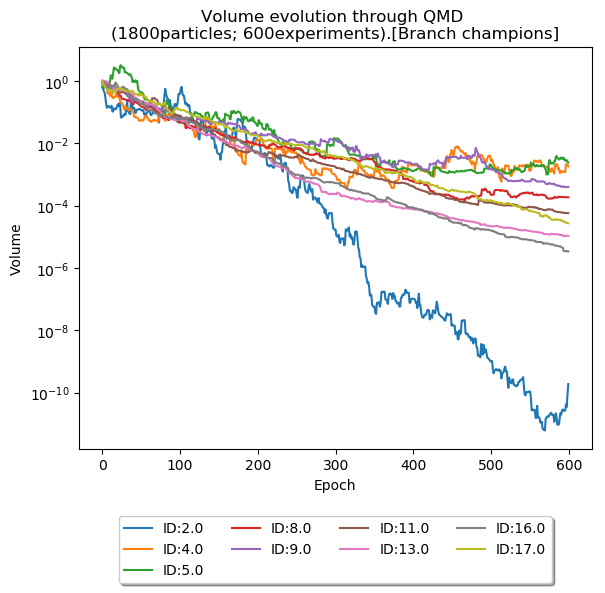 Volume evolution through QMD
(1800particles; 600experiments).[Branch champions]
Volume
10^0
10^-2
10^-4
10^-6
10^-8
10^-10
0 100 200 300 400 500 600
Epoch
ID:2.0 ID:8.0 ID:11.0 ID:16.0
ID:4.0 ID:9.0 ID:13.0 ID:17.0
ID:5.0